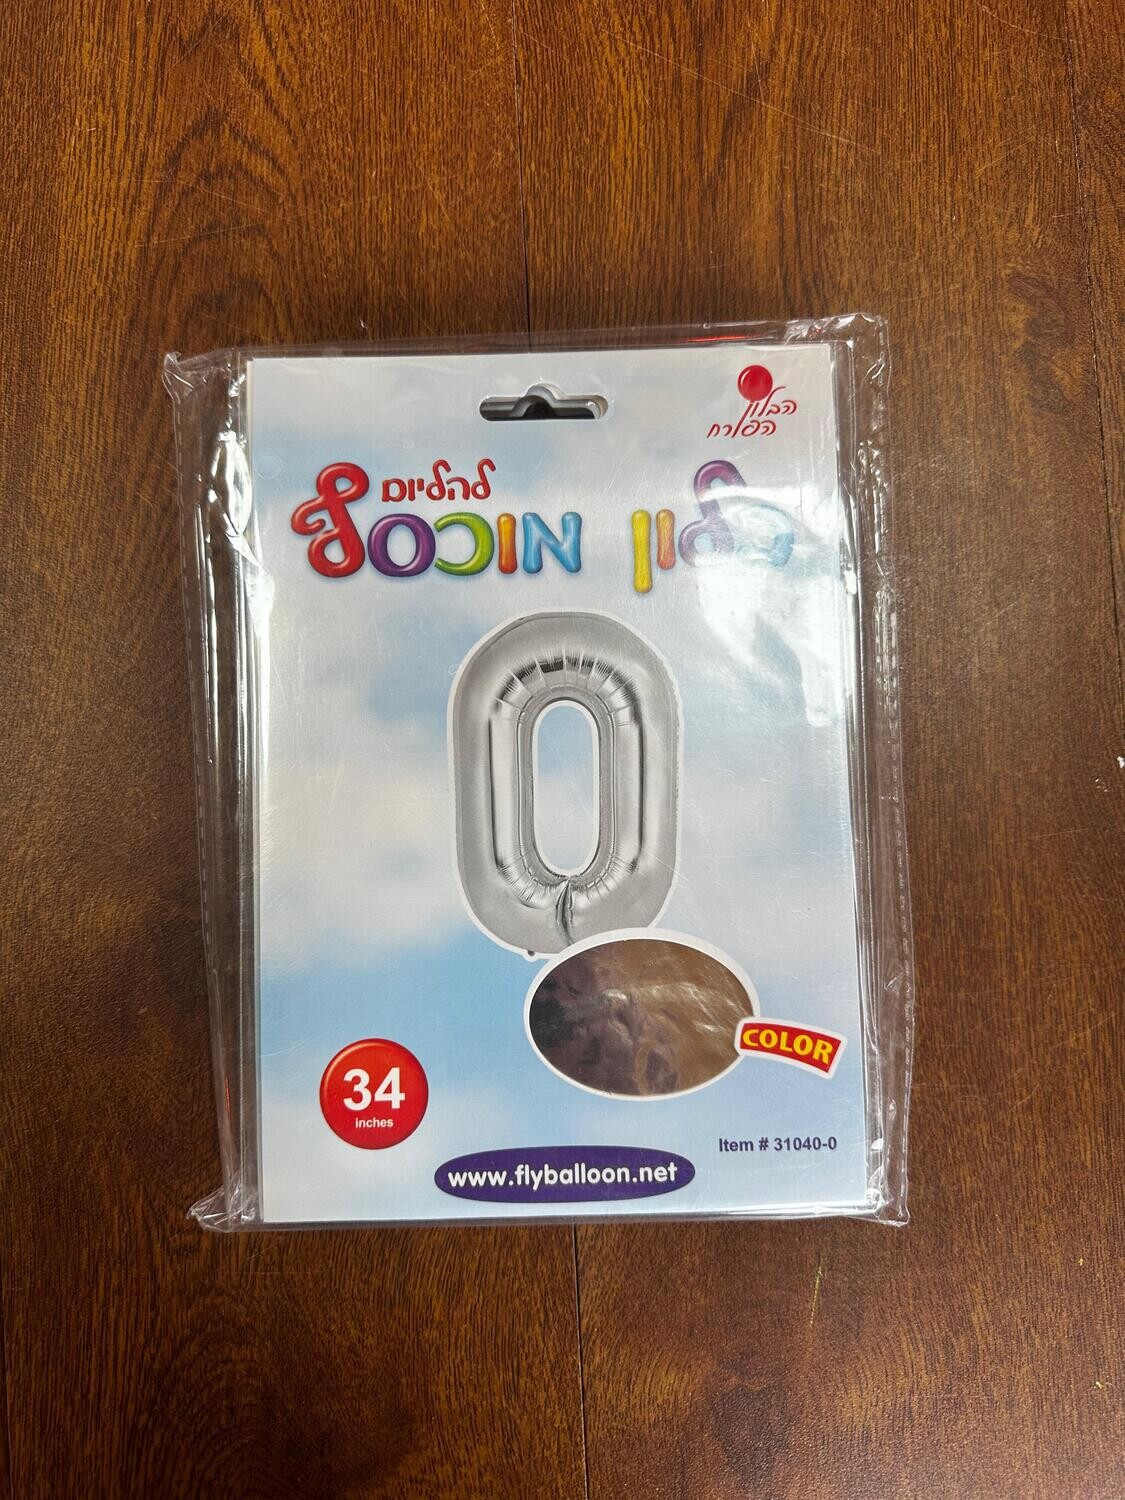 הבלון
הפורח
להליום
בלון מוכסף
COLOR
34
inches
Item # 31040-0
www.flyballoon.net